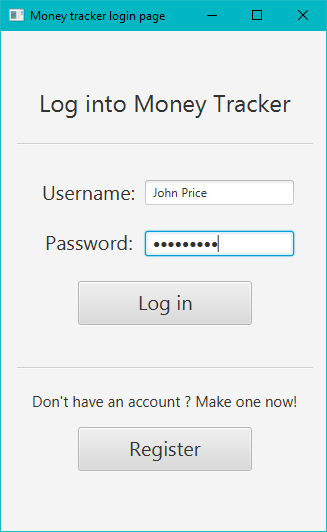 Money tracker login page
Log into Money Tracker
Username: John Price
Password: ●●●●●●●●●
Log in
Don't have an account ? Make one now!
Register